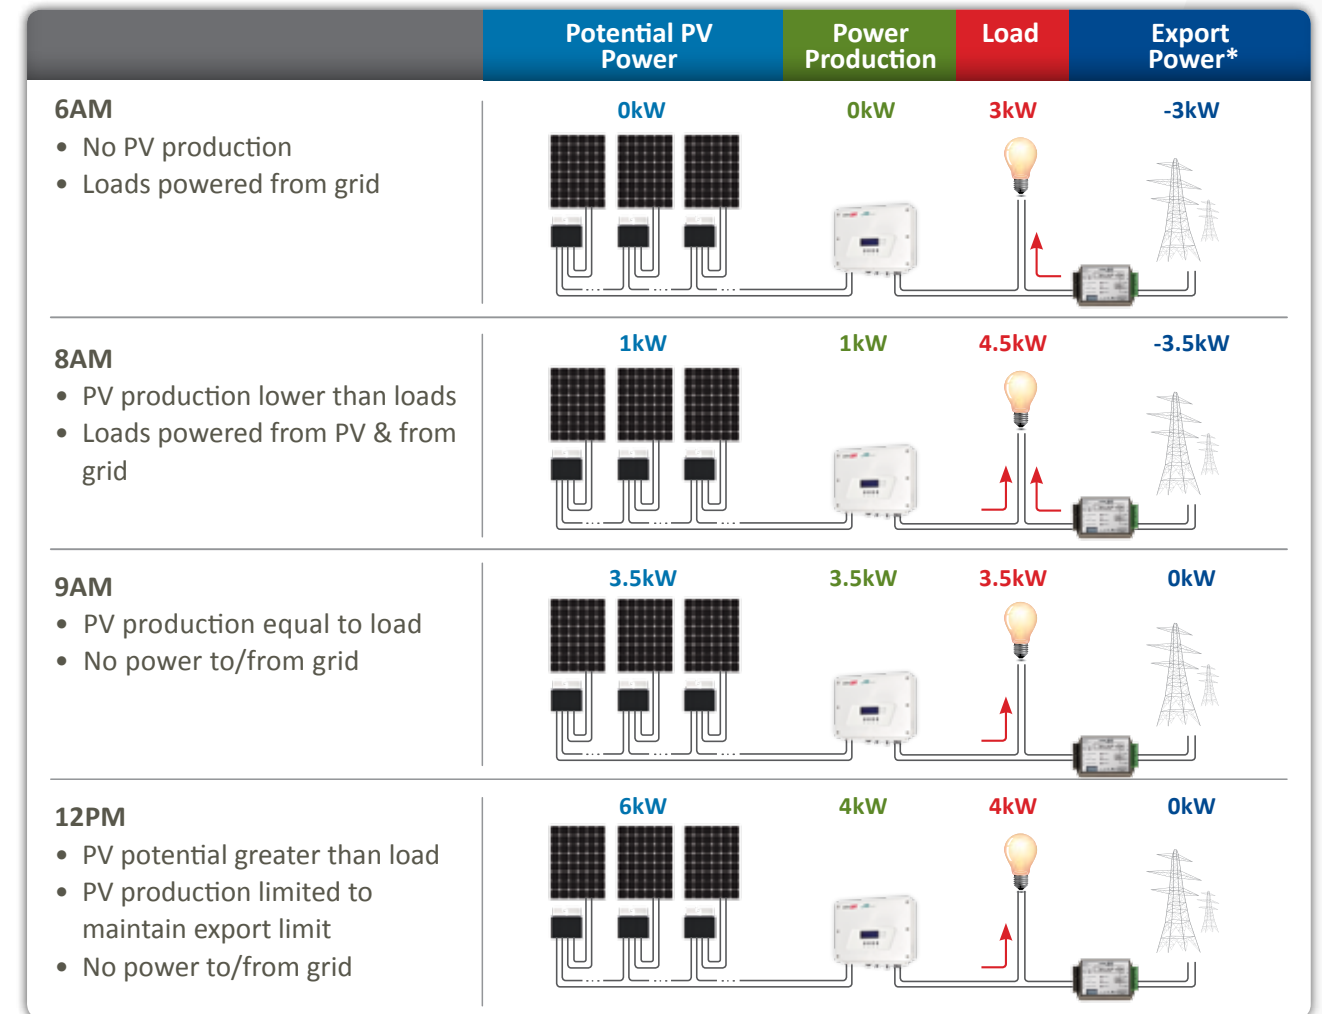 Potential PV
Power
Power
Production
Load
Export
Power*
6AM
• No PV production
• Loads powered from grid
0kW
0kW
3kW
-3kW
8AM
• PV production lower than loads
• Loads powered from PV & from
grid
1kW
1kW
4.5kW
-3.5kW
9AM
• PV production equal to load
• No power to/from grid
3.5kW
3.5kW
3.5kW
0kW
12PM
• PV potential greater than load
• PV production limited to
maintain export limit
• No power to/from grid
6kW
4kW
4kW
0kW